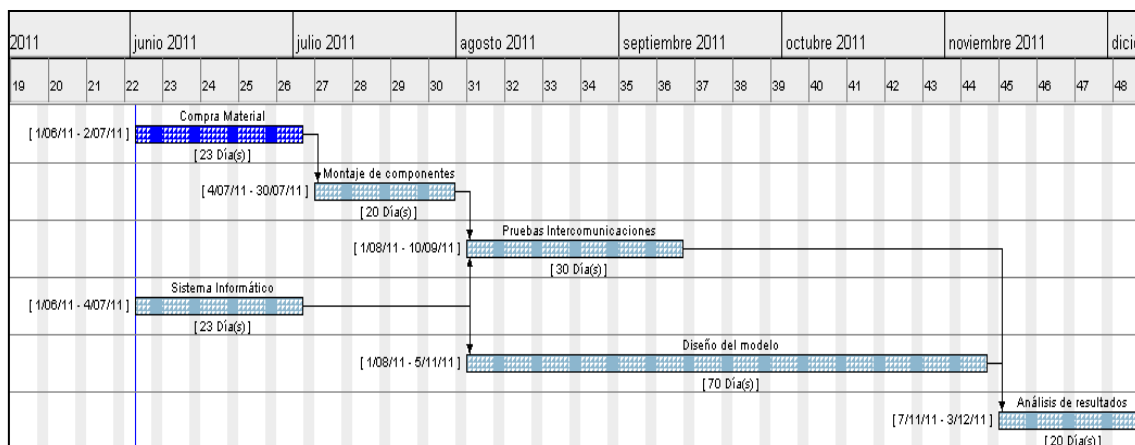 2011 junio 2011 julio 2011 agosto 2011 septiembre 2011 octubre 2011 noviembre 2011 dici
19 20 21 22 23 24 25 26 27 28 29 30 31 32 33 34 35 36 37 38 39 40 41 42 43 44 45 46 47 48
Compra Material
[ 1/06/11 - 2/07/11 ]
[ 23 Día(s) ]
Montaje de componentes
[ 4/07/11 - 30/07/11 ]
[ 20 Día(s) ]
Pruebas Intercomunicaciones
[ 1/08/11 - 10/09/11 ]
[ 30 Día(s) ]
Sistema Informático
[ 1/06/11 - 4/07/11 ]
[ 23 Día(s) ]
Diseño del modelo
[ 1/08/11 - 5/11/11 ]
[ 70 Día(s) ]
Análisis de resultados
[ 7/11/11 - 3/12/11 ]
[ 20 Día(s) ]